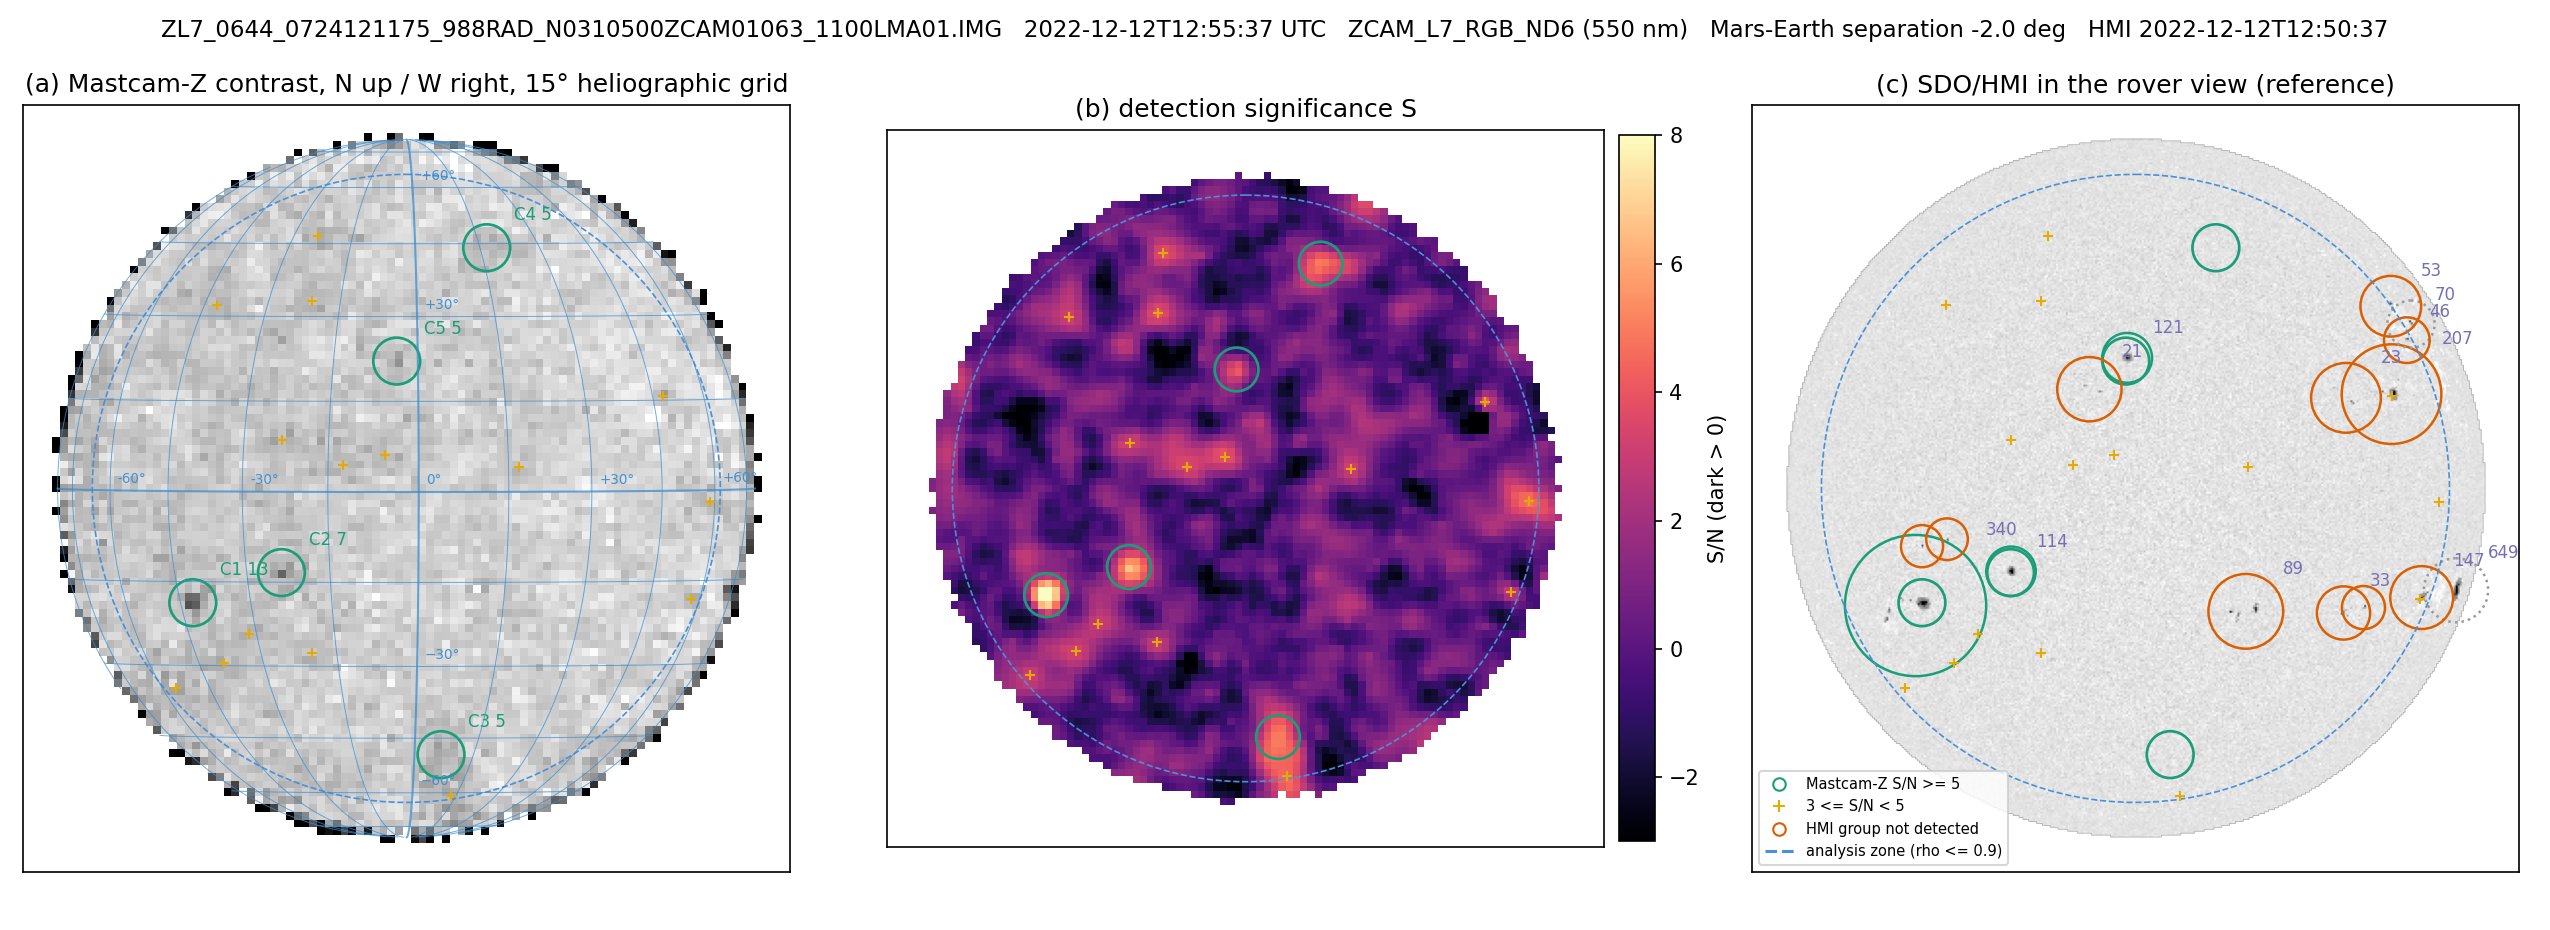 ZL7_0644_0724121175_988RAD_N0310500ZCAM01063_1100LMA01.IMG   2022-12-12T12:55:37 UTC   ZCAM_L7_RGB_ND6 (550 nm)   Mars-Earth separation -2.0 deg   HMI 2022-12-12T12:50:37
(a) Mastcam-Z contrast, N up / W right, 15° heliographic grid
+60°
C4 5
+30°
C5 5
-60°
-30°
0°
+30°
+60°
C2 7
C1 13
−30°
C3 5
−60°
(b) detection significance S
8
6
4
2
0
−2
S/N (dark > 0)
(c) SDO/HMI in the rover view (reference)
53
70
46
121
207
21
23
340
114
147
649
89
33
Mastcam-Z S/N >= 5
3 <= S/N < 5
HMI group not detected
analysis zone (rho <= 0.9)